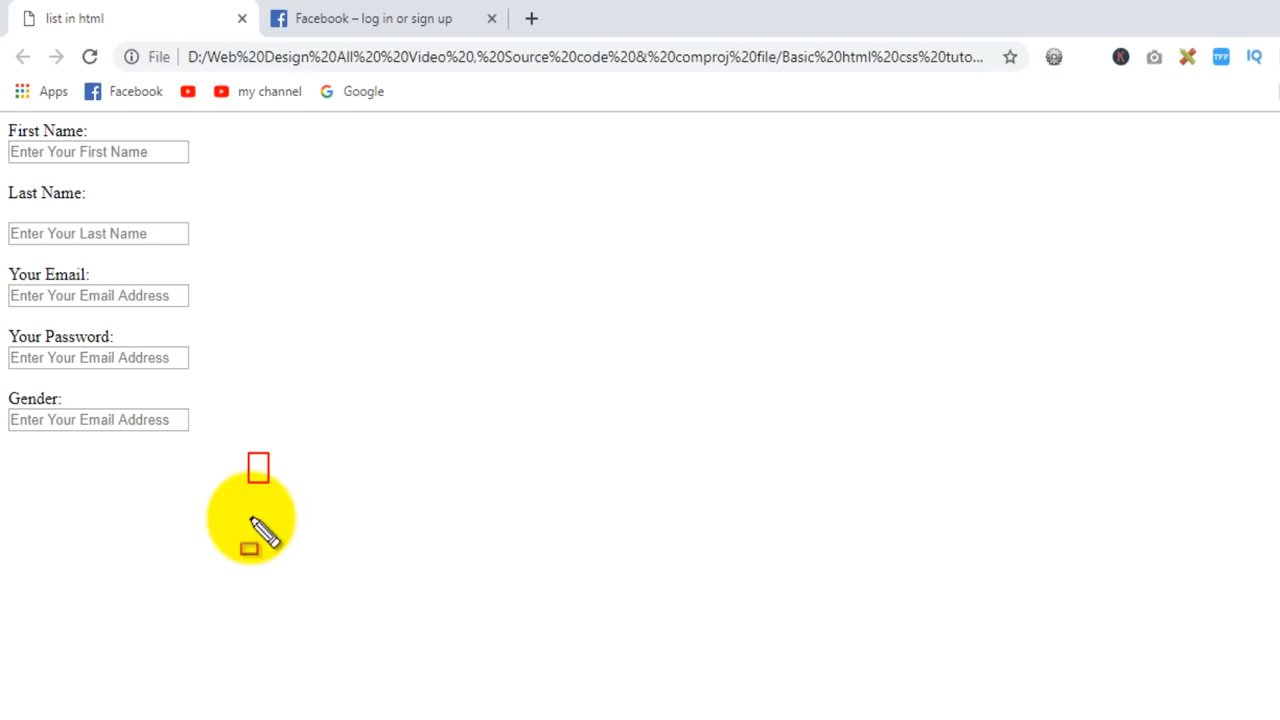 list in html
Facebook – log in or sign up
File
D:/Web%20Design%20All%20%20Video%20,%20Source%20code%20&%20comproj%20file/Basic%20html%20css%20tuto...
K
TFF
IQ
Apps
Facebook
my channel
Google
First Name:
Enter Your First Name
Last Name:
Enter Your Last Name
Your Email:
Enter Your Email Address
Your Password:
Enter Your Email Address
Gender:
Enter Your Email Address